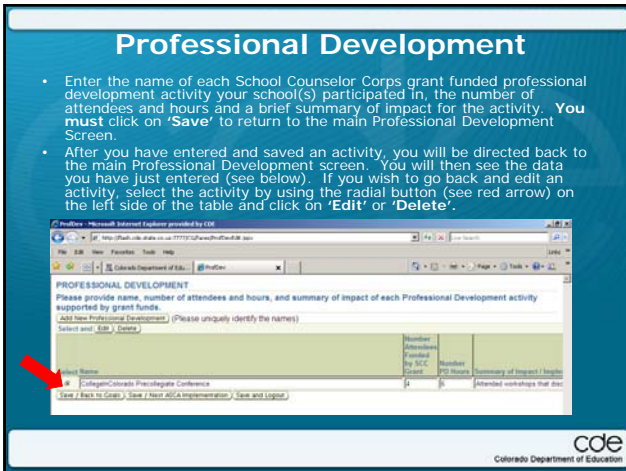 Professional Development
• Enter the name of each School Counselor Corps grant funded professional
development activity your school(s) participated in, the number of
attendees and hours and a brief summary of impact for the activity. You
must click on 'Save' to return to the main Professional Development
Screen.
• After you have entered and saved an activity, you will be directed back to
the main Professional Development screen. You will then see the data
you have just entered (see below). If you wish to go back and edit an
activity, select the activity by using the radial button (see red arrow) on
the left side of the table and click on 'Edit' or 'Delete'.
ProfDev - Microsoft Internet Explorer provided by CDE
Live Search
File Edit View Favorites Tools Help
Links
Colorado Department of Edu... ProfDev
Page Tools
PROFESSIONAL DEVELOPMENT
Please provide name, number of attendees and hours, and summary of impact of each Professional Development activity
supported by grant funds.
Add New Professional Development (Please uniquely identify the names)
Select and Edit Delete
Number
Attendees
Funded
by SCC
Grant
Number
PD Hours
Select Name
Summary of Impact / Imple
CollegeInColorado Precollegiate Conference 4 6 Attended workshops that disc
Save / Back to Goals Save / Next ASCA Implementation Save and Logout
cde
Colorado Department of Education